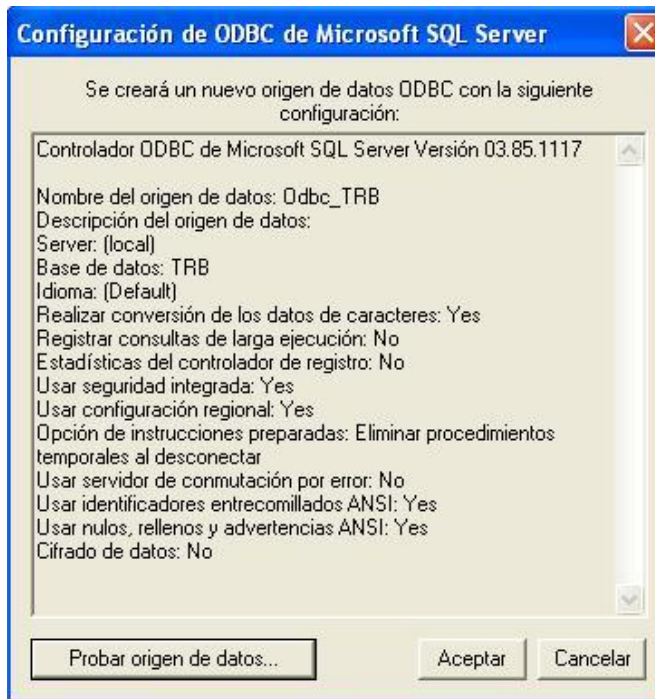 Configuración de ODBC de Microsoft SQL Server
Se creará un nuevo origen de datos ODBC con la siguiente
configuración:
Controlador ODBC de Microsoft SQL Server Versión 03.85.1117
Nombre del origen de datos: Odbc_TRB
Descripción del origen de datos:
Server: (local)
Base de datos: TRB
Idioma: (Default)
Realizar conversión de los datos de caracteres: Yes
Registrar consultas de larga ejecución: No
Estadísticas del controlador de registro: No
Usar seguridad integrada: Yes
Usar configuración regional: Yes
Opción de instrucciones preparadas: Eliminar procedimientos
temporales al desconectar
Usar servidor de conmutación por error: No
Usar identificadores entrecomillados ANSI: Yes
Usar nulos, rellenos y advertencias ANSI: Yes
Cifrado de datos: No
Probar origen de datos... Aceptar Cancelar